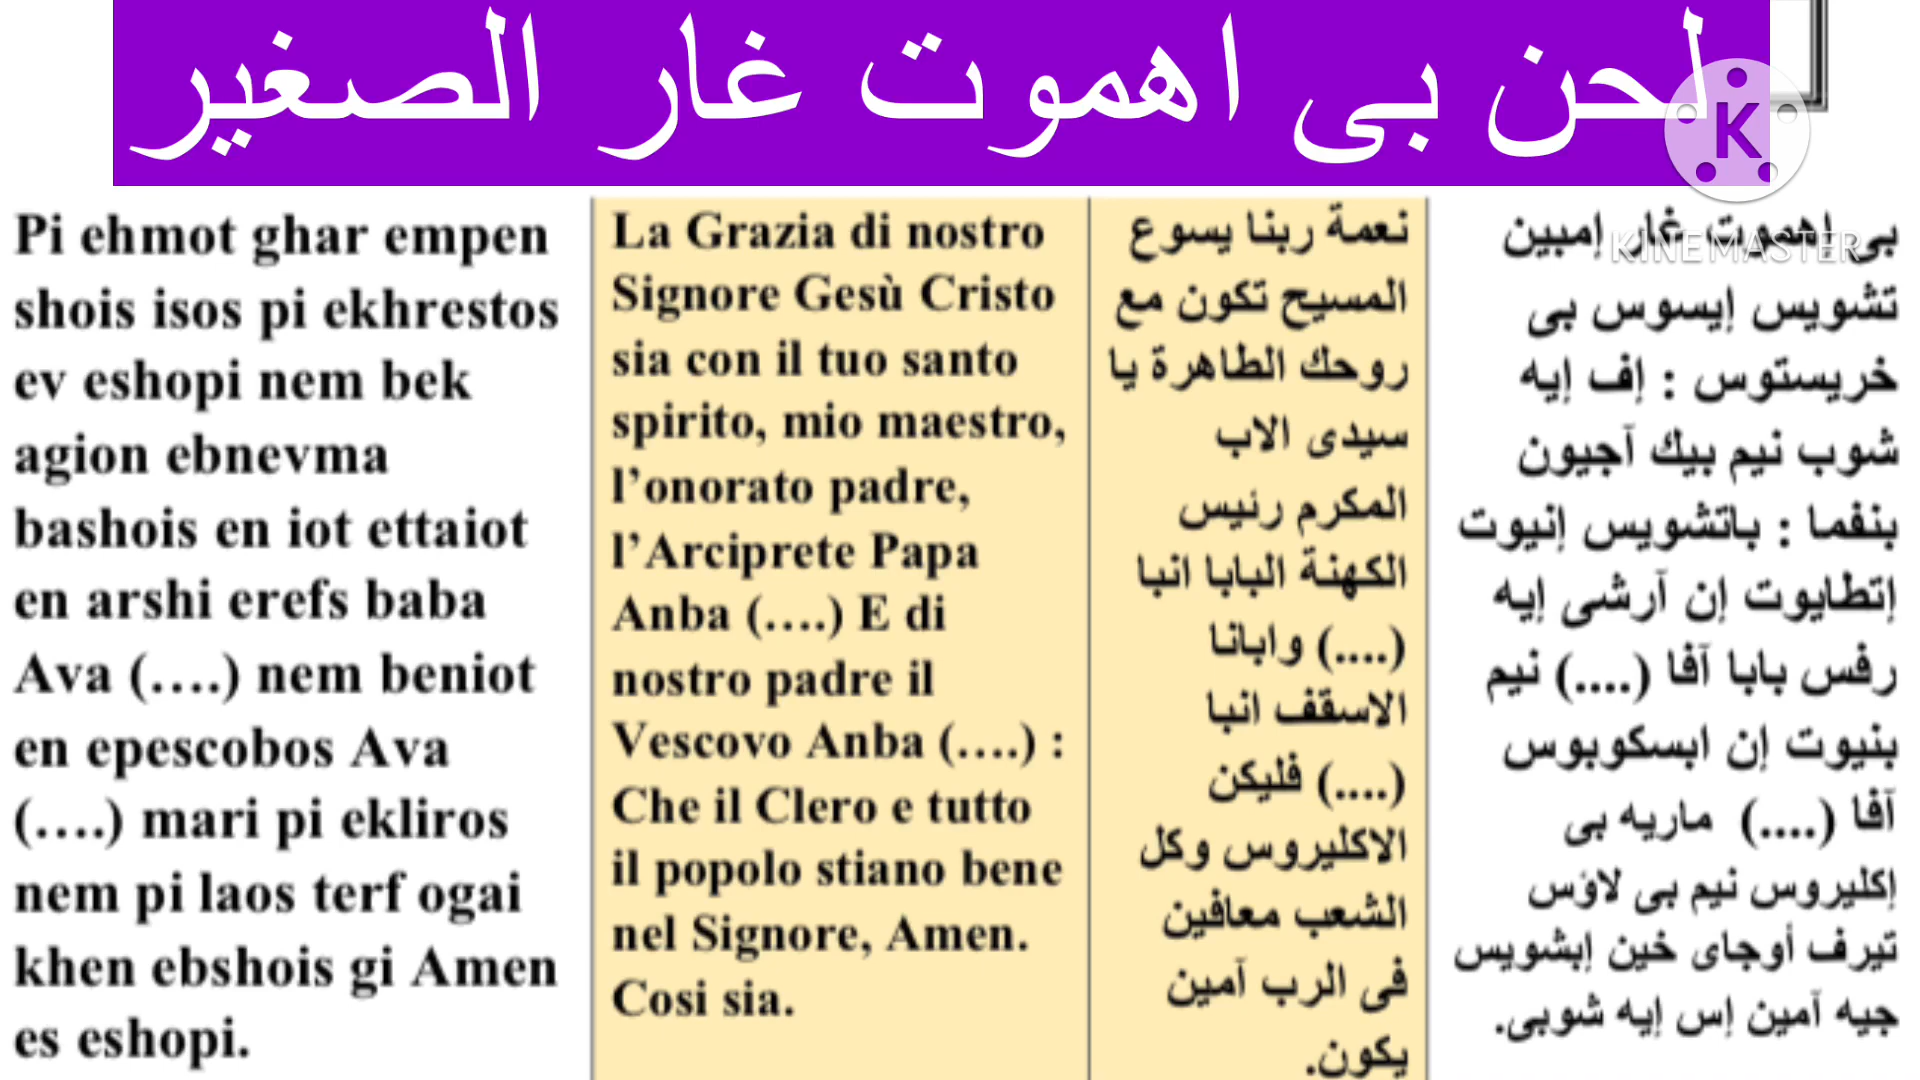 لحن بى اهموت غار الصغير
K
KINEMASTER
Pi ehmot ghar empen
shois isos pi ekhrestos
ev eshopi nem bek
agion ebnevma
bashois en iot ettaiot
en arshi erefs baba
Ava (....) nem beniot
en epescobos Ava
(....) mari pi ekliros
nem pi laos terf ogai
khen ebshois gi Amen
es eshopi.
La Grazia di nostro
Signore Gesù Cristo
sia con il tuo santo
spirito, mio maestro,
l’onorato padre,
l’Arciprete Papa
Anba (....) E di
nostro padre il
Vescovo Anba (....) :
Che il Clero e tutto
il popolo stiano bene
nel Signore, Amen.
Cosi sia.
نعمة ربنا يسوع
المسيح تكون مع
روحك الطاهرة يا
سيدى الاب
المكرم رئيس
الكهنة البابا انبا
(....) وابانا
الاسقف انبا
(....) فليكن
الاكليروس وكل
الشعب معافين
فى الرب آمين
يكون.
بى إهموت غار إمبين
تشويس إيسوس بى
خريستوس : إف إيه
شوب نيم بيك آجيون
بنفما : باتشويس إنيوت
إتطايوت إن آرشى إيه
رفس بابا آفا (....) نيم
بنيوت إن ابسكوبوس
آفا (....) ماريه بى
إكليروس نيم بى لاؤس
تيرف أوجاى خين إبشويس
جيه آمين إس إيه شوبى.